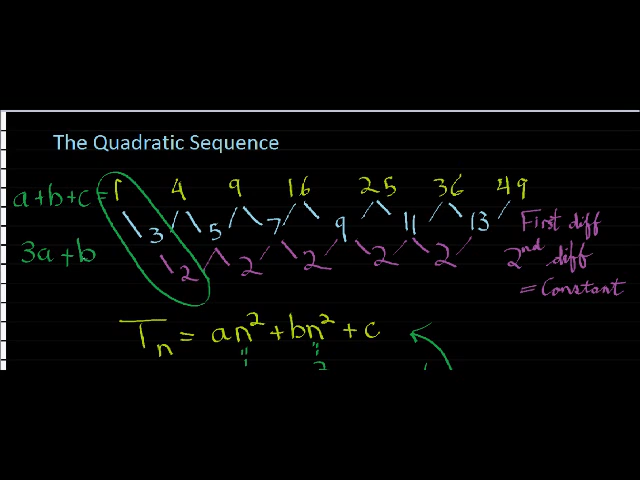 The Quadratic Sequence
a+b+c = 1 4 9 16 25 36 49
3 5 7 9 11 13 First diff
3a+b
2 2 2 2 2 2nd diff
= Constant
Tn = an² + bn² + c